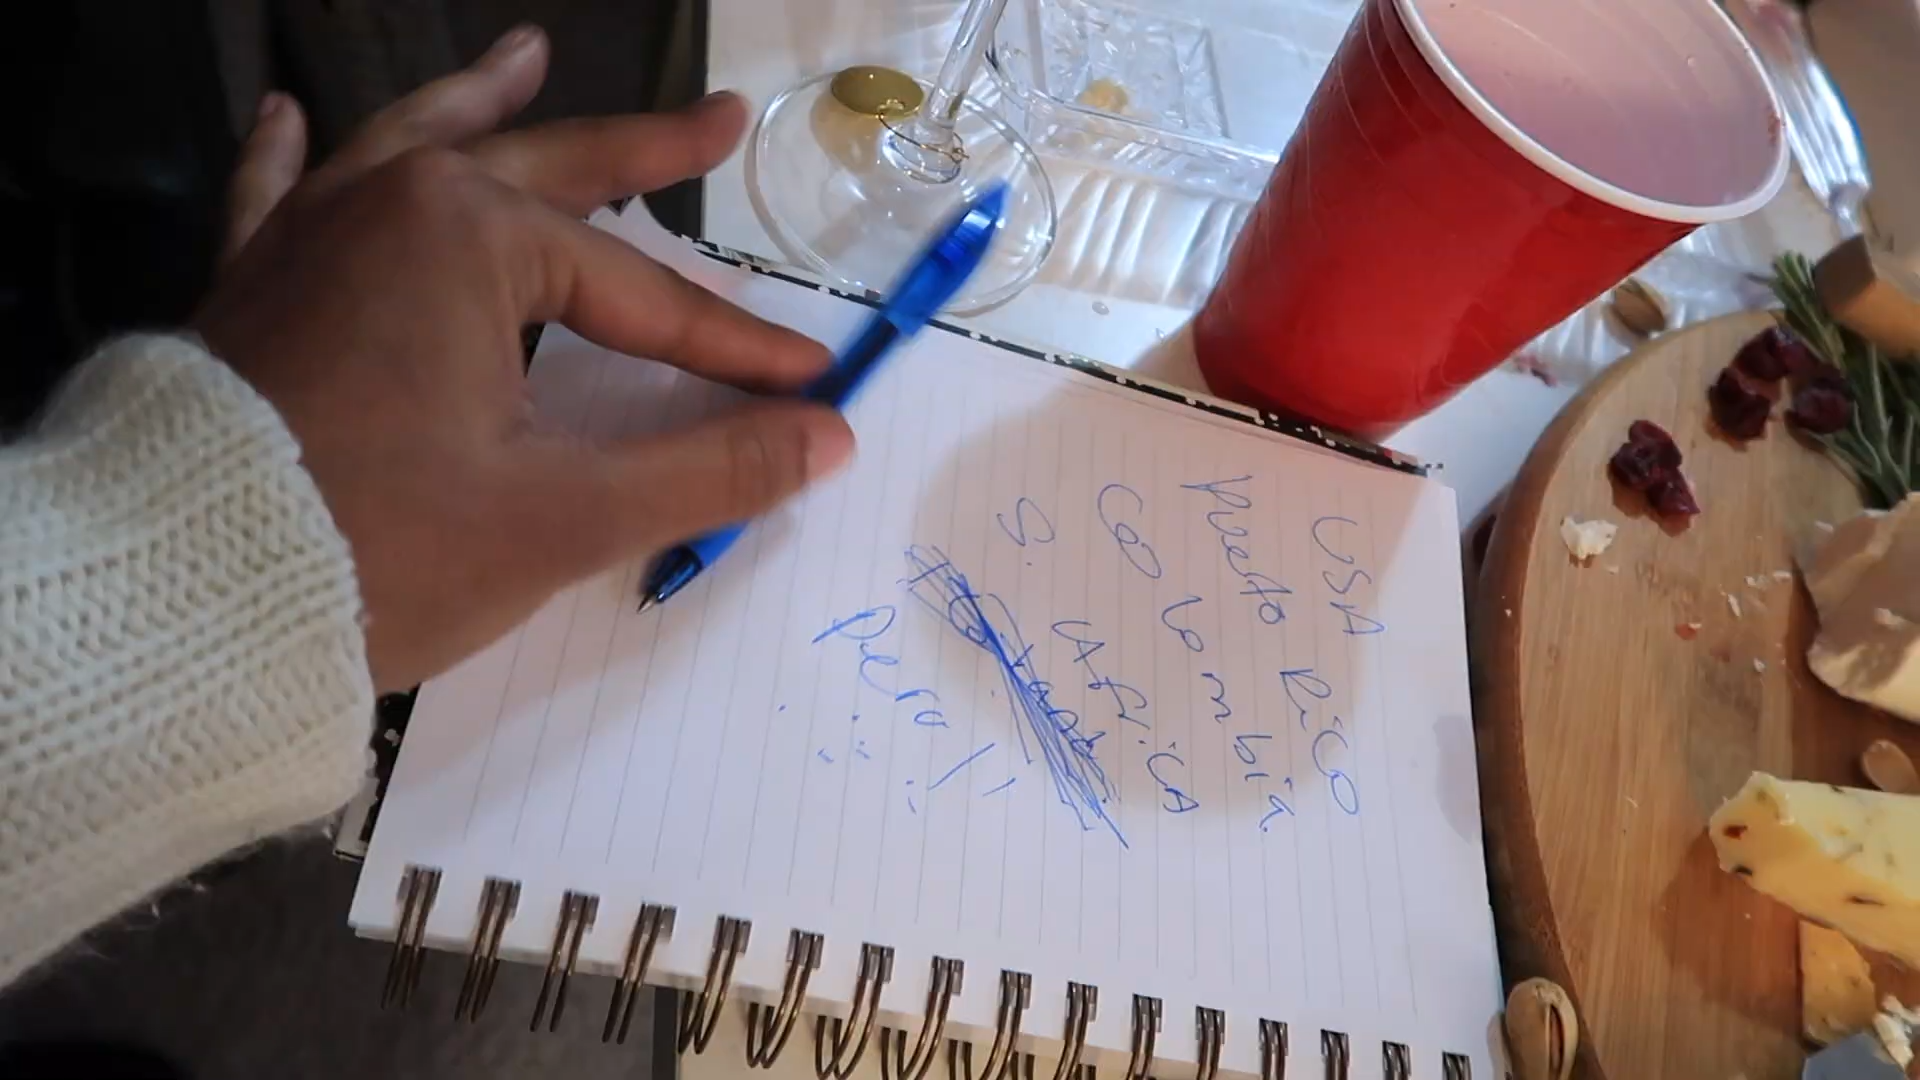 USA
Puerto Rico
Colombia
S. Africa
Peru!!